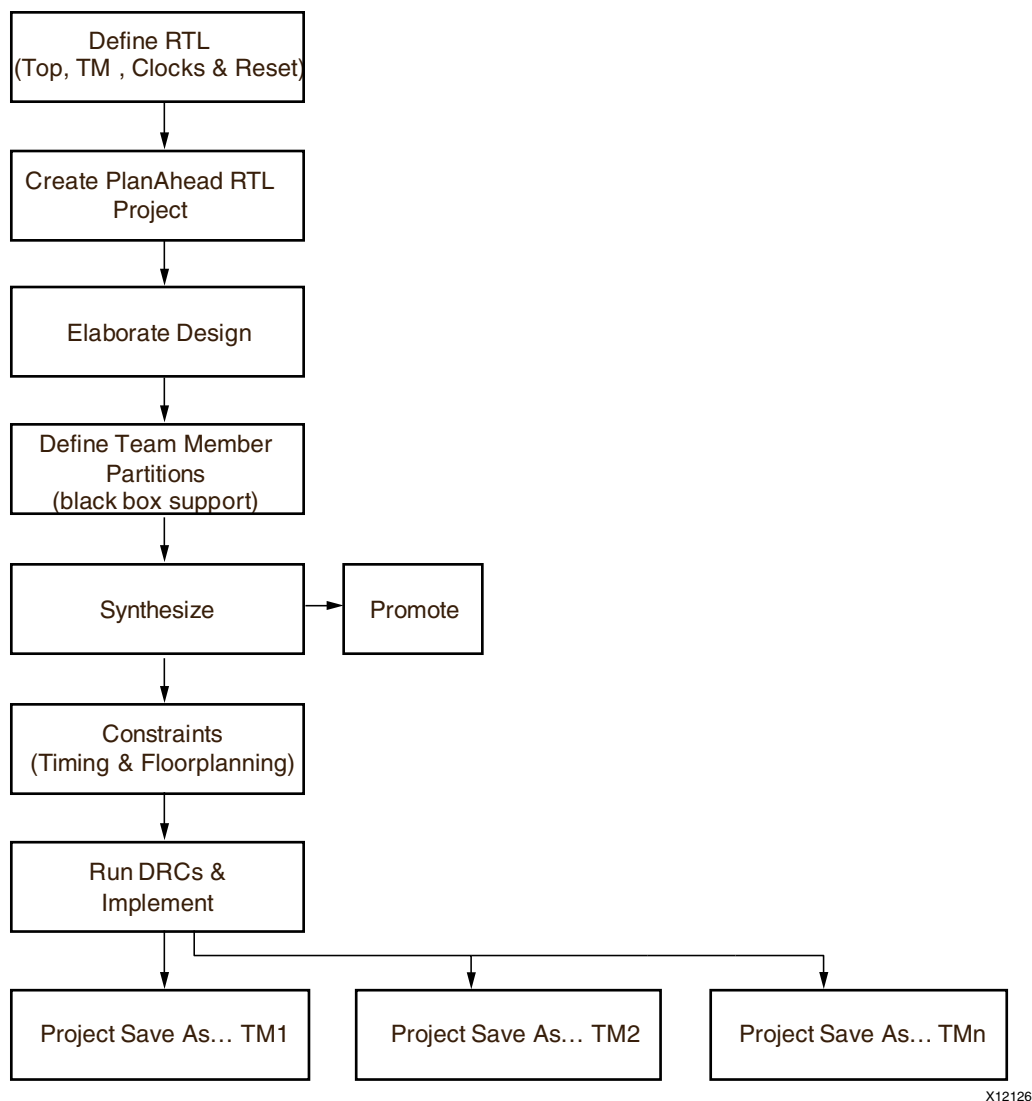 Define RTL
(Top, TM , Clocks & Reset)
Create PlanAhead RTL
Project
Elaborate Design
Define Team Member
Partitions
(black box support)
Synthesize
Promote
Constraints
(Timing & Floorplanning)
Run DRCs &
Implement
Project Save As... TM1
Project Save As... TM2
Project Save As... TMn
X12126